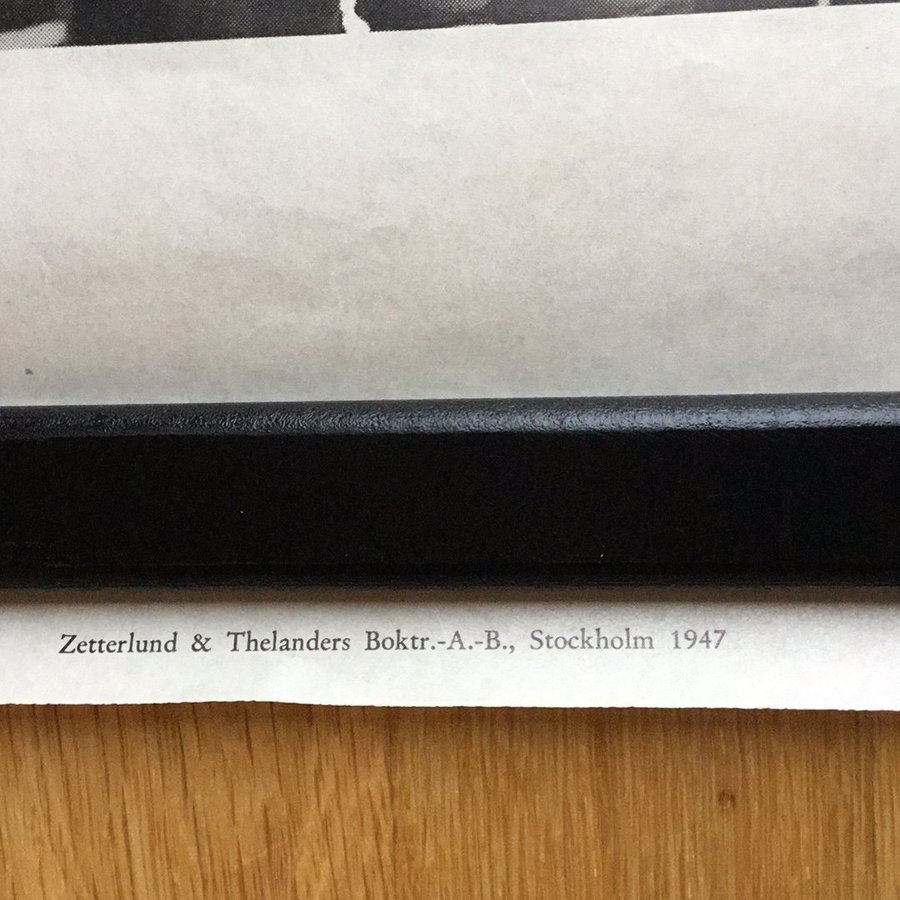 Zetterlund & Thelanders Boktr.-A.-B., Stockholm 1947